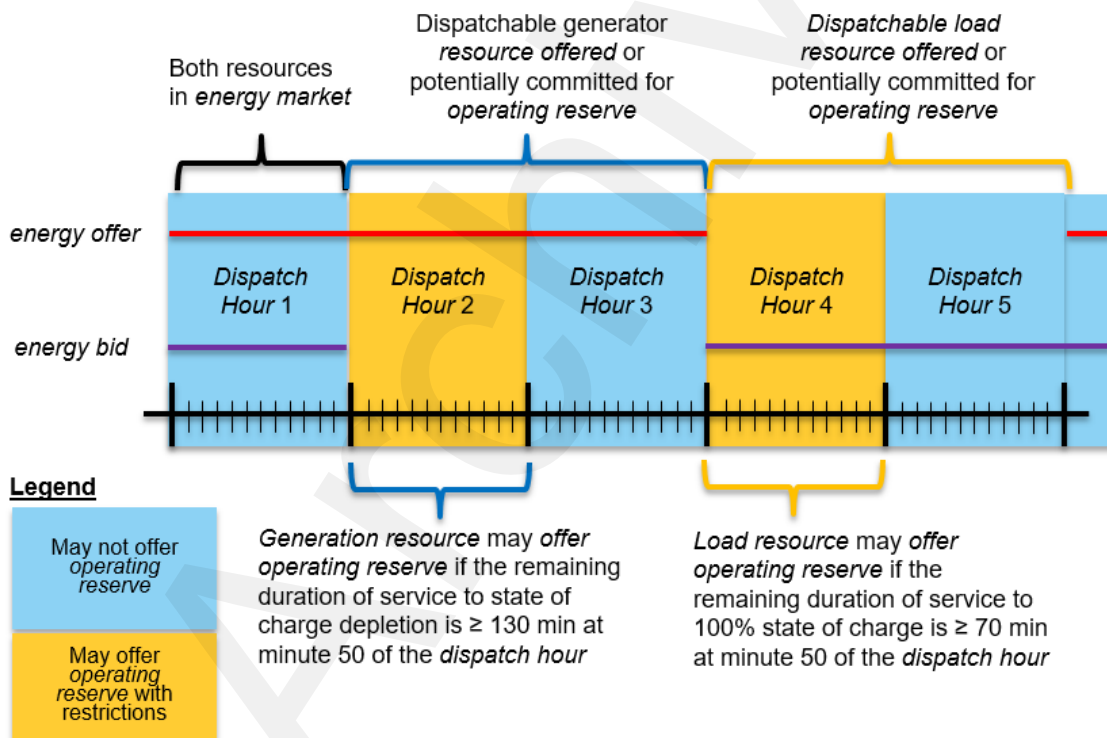 Both resources
in energy market
Dispatchable generator
resource offered or
potentially committed for
operating reserve
Dispatchable load
resource offered or
potentially committed for
operating reserve
energy offer
Dispatch
Hour 1
Dispatch
Hour 2
Dispatch
Hour 3
Dispatch
Hour 4
Dispatch
Hour 5
energy bid
Legend
May not offer
operating
reserve
May offer
operating
reserve with
restrictions
Generation resource may offer
operating reserve if the remaining
duration of service to state of
charge depletion is ≥ 130 min at
minute 50 of the dispatch hour
Load resource may offer
operating reserve if the
remaining duration of service to
100% state of charge is ≥ 70 min
at minute 50 of the dispatch hour
Archiv